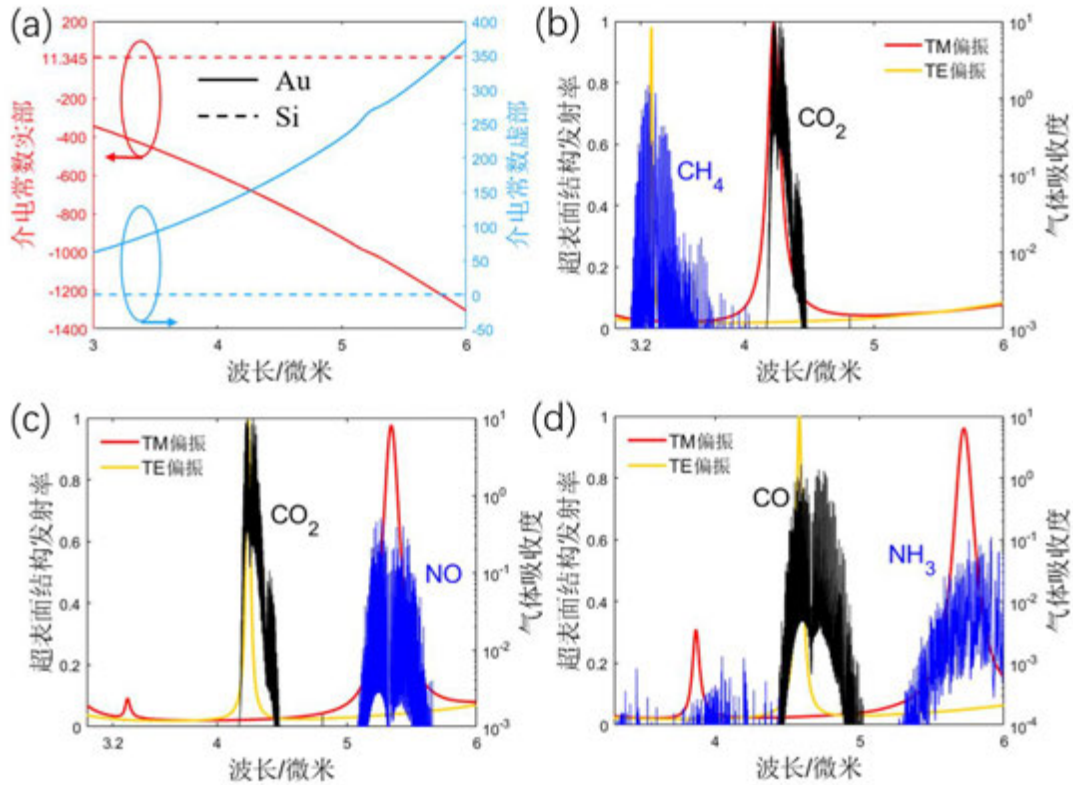 (a)
介电常数实部
200
11.345
-200
-400
-600
-800
-1000
-1200
-1400
Au
Si
3
4
5
6
波长/微米
400
350
300
250
200
150
100
50
0
-50
介电常数虚部
(b)
超表面结构发射率
1
0.8
0.6
0.4
0.2
0
TM偏振
TE偏振
CH4
CO2
3.2
4
5
6
波长/微米
10^1
10^0
10^-1
10^-2
10^-3
气体吸收度
(c)
超表面结构发射率
1
0.8
0.6
0.4
0.2
0
TM偏振
TE偏振
CO2
NO
3.2
4
5
6
波长/微米
10^1
10^0
10^-1
10^-2
10^-3
气体吸收度
(d)
超表面结构发射率
1
0.8
0.6
0.4
0.2
0
TM偏振
TE偏振
CO
NH3
4
5
6
波长/微米
10^1
10^0
10^-1
10^-2
10^-3
10^-4
气体吸收度